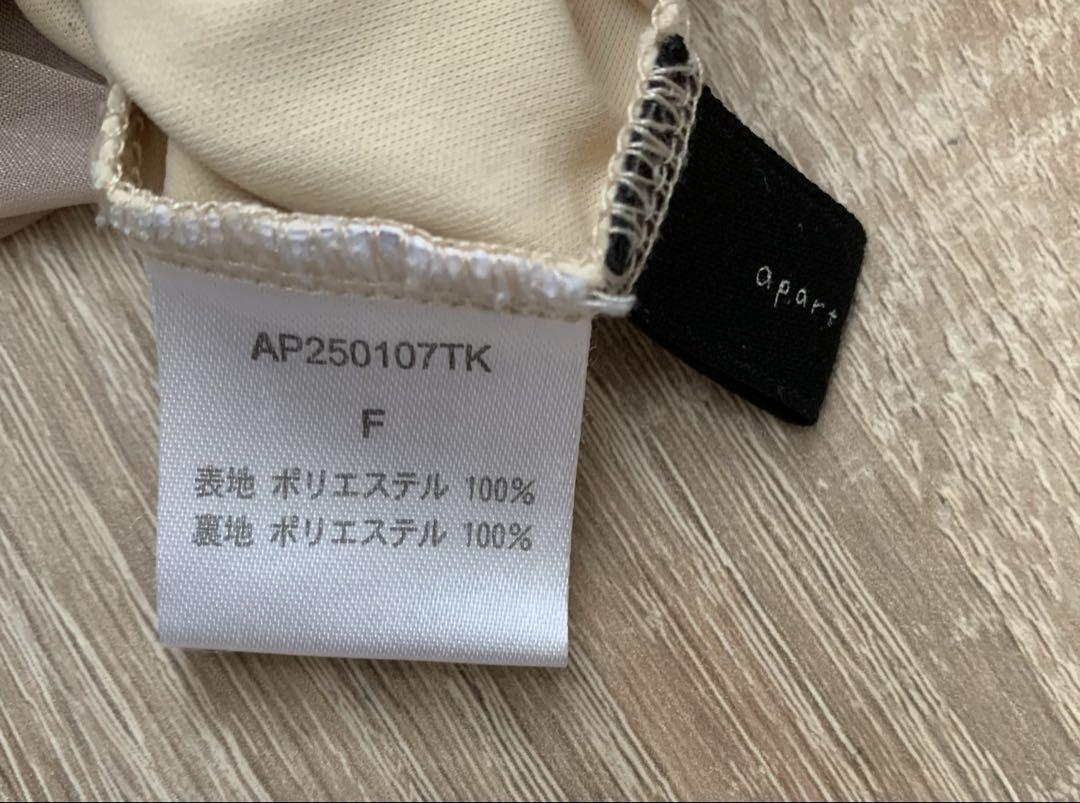 AP250107TK
F
表地 ポリエステル 100%
裏地 ポリエステル 100%
apart